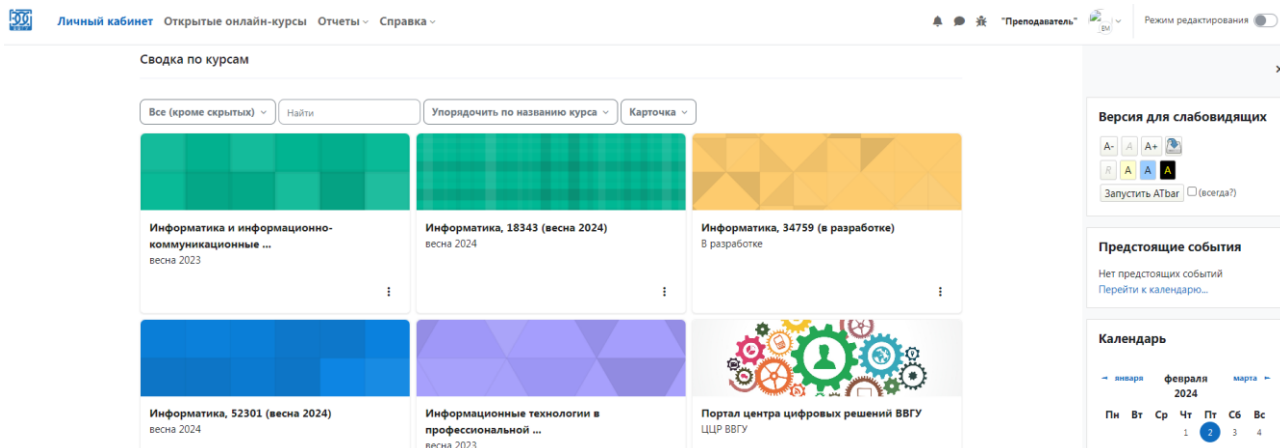 Личный кабинет Открытые онлайн-курсы Отчеты Справка "Преподаватель" ВМ Режим редактирования
Сводка по курсам
Все (кроме скрытых) Найти Упорядочить по названию курса Карточка
Информатика и информационно-
коммуникационные ...
весна 2023
Информатика, 18343 (весна 2024)
весна 2024
Информатика, 34759 (в разработке)
В разработке
Информатика, 52301 (весна 2024)
весна 2024
Информационные технологии в
профессиональной ...
весна 2023
Портал центра цифровых решений ВВГУ
ЦЦР ВВГУ
Версия для слабовидящих
A- A A+
R A A A
Запустить ATbar (всегда?)
Предстоящие события
Нет предстоящих событий
Перейти к календарю...
Календарь
января февраля марта
2024
Пн Вт Ср Чт Пт Сб Вс
1 2 3 4